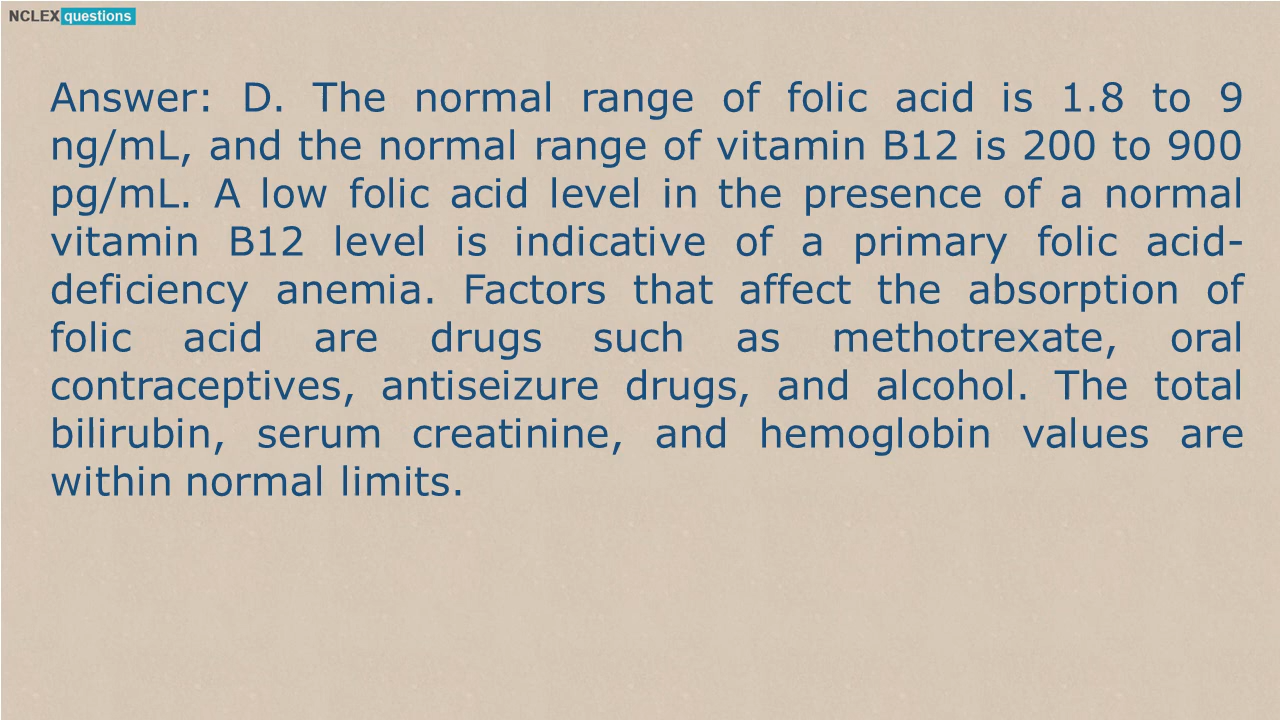 NCLEX questions
Answer: D. The normal range of folic acid is 1.8 to 9
ng/mL, and the normal range of vitamin B12 is 200 to 900
pg/mL. A low folic acid level in the presence of a normal
vitamin B12 level is indicative of a primary folic acid-
deficiency anemia. Factors that affect the absorption of
folic acid are drugs such as methotrexate, oral
contraceptives, antiseizure drugs, and alcohol. The total
bilirubin, serum creatinine, and hemoglobin values are
within normal limits.